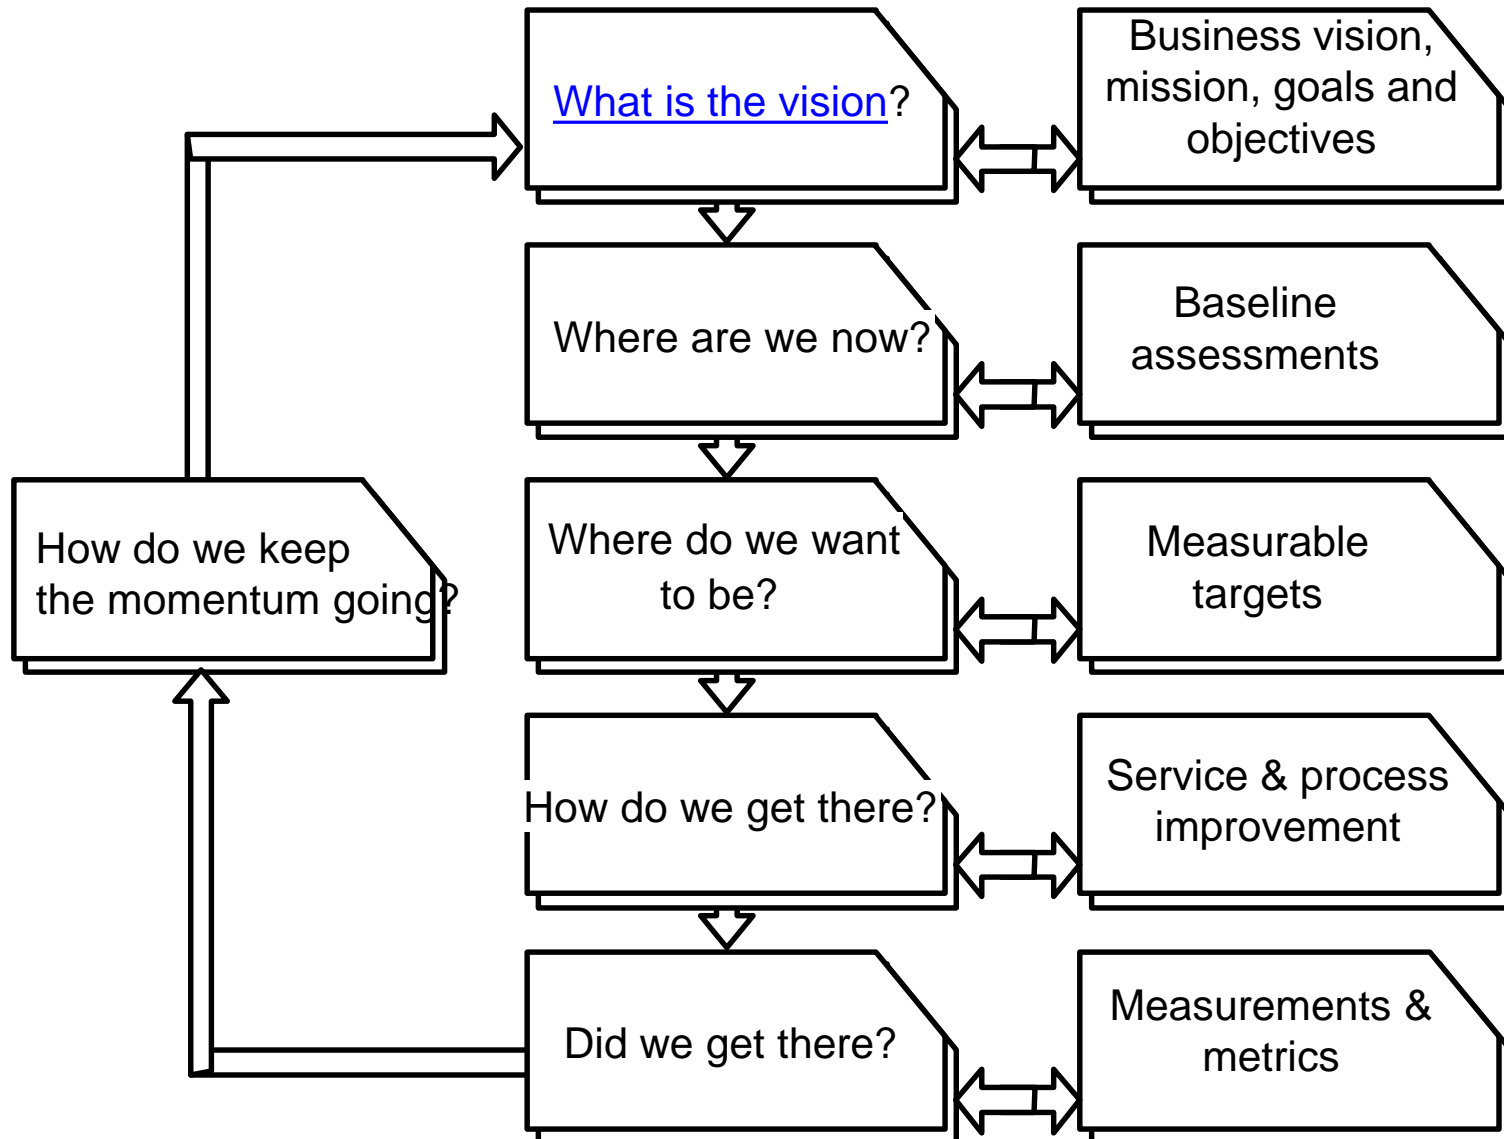 What is the vision?
Business vision,
mission, goals and
objectives
Where are we now?
Baseline
assessments
How do we keep
the momentum going?
Where do we want
to be?
Measurable
targets
How do we get there?
Service & process
improvement
Did we get there?
Measurements &
metrics